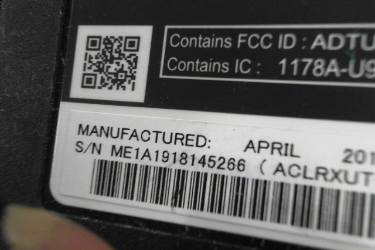 Contains FCC ID : ADTU
Contains IC : 1178A-U9
MANUFACTURED: APRIL 201
S/N ME1A1918145266 ( ACLRXUT